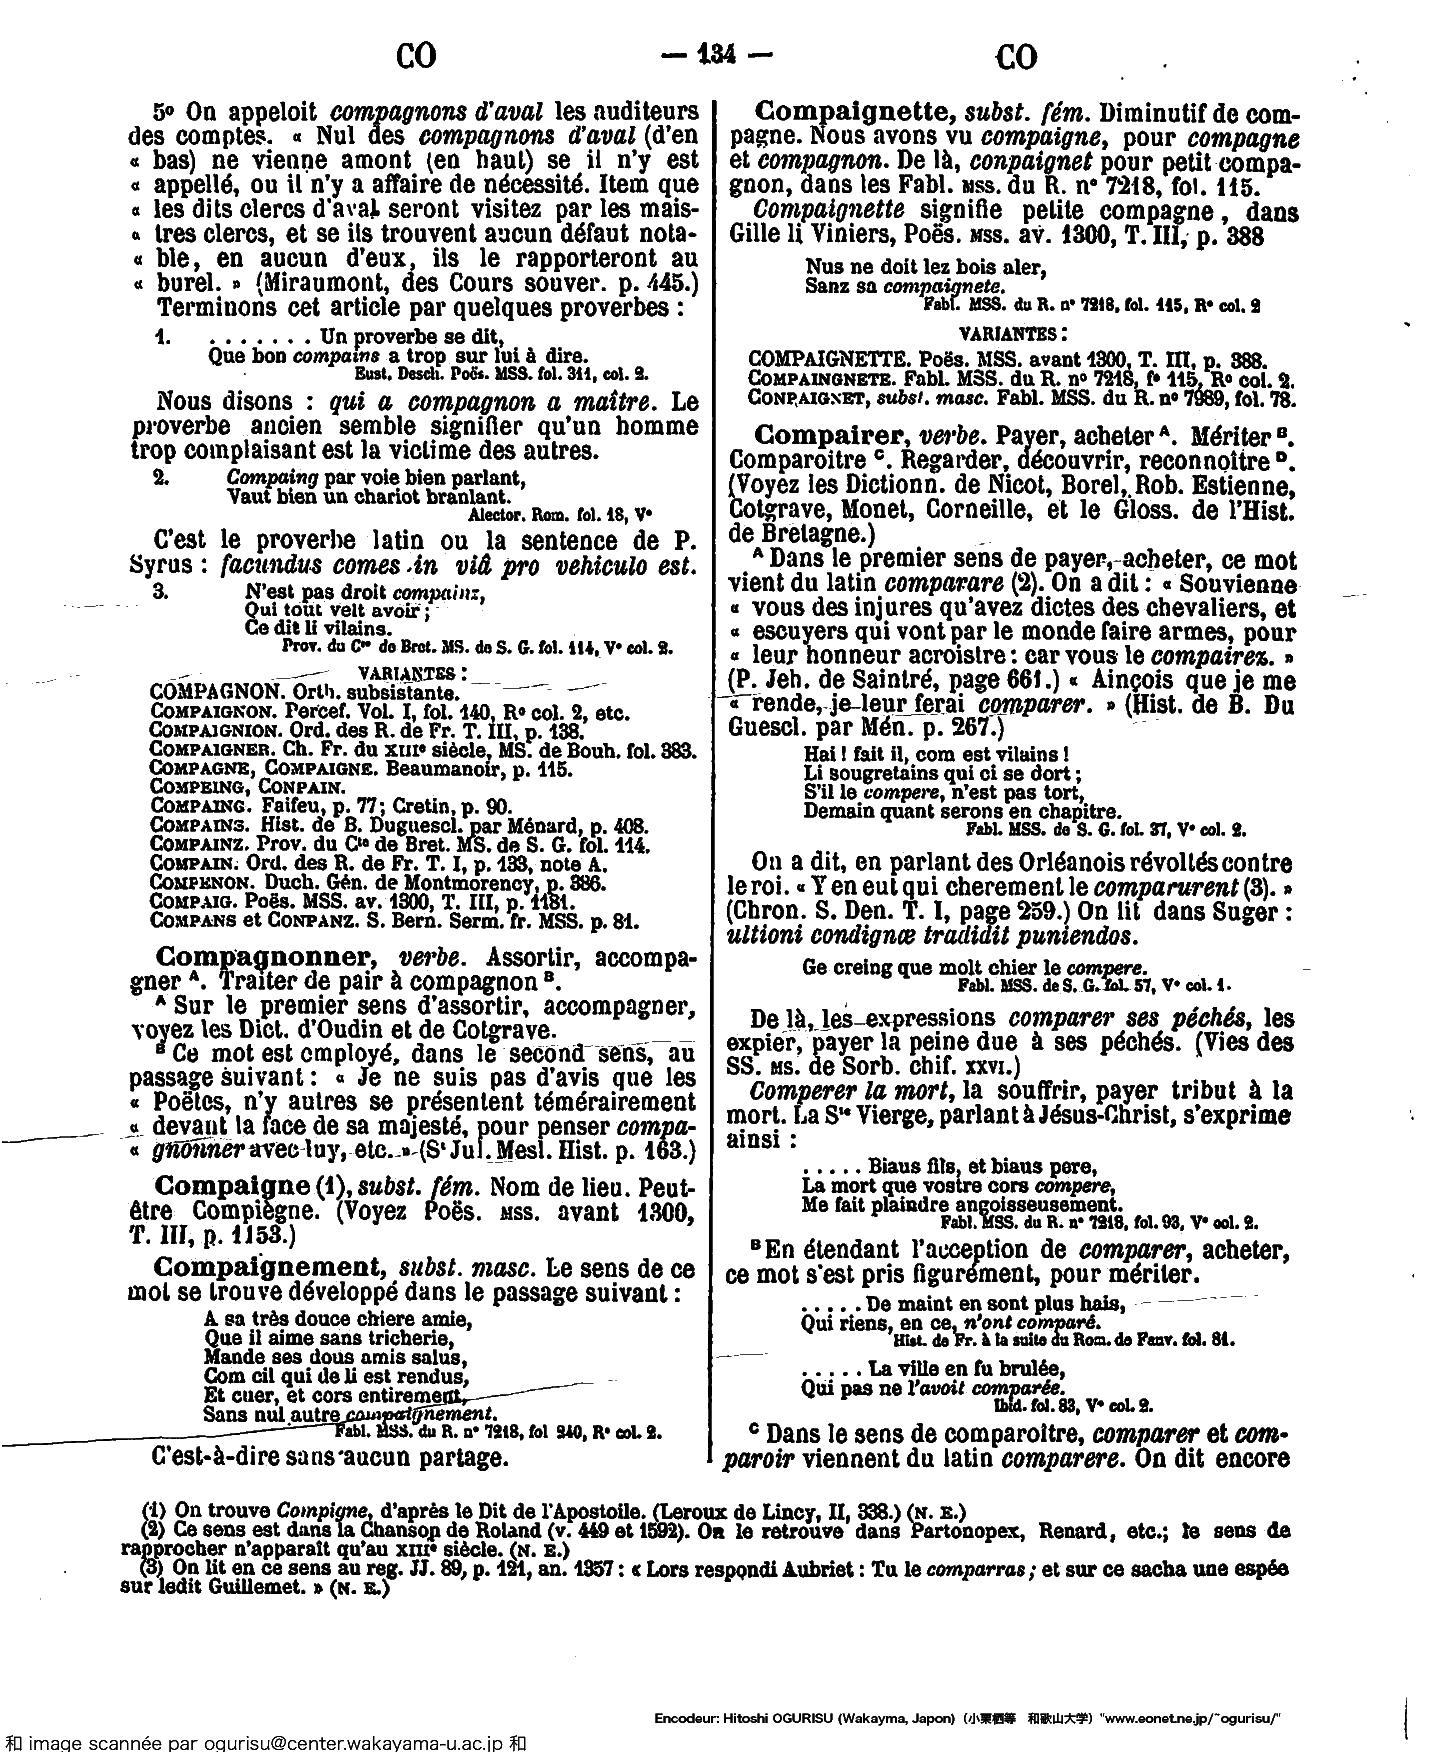 CO
— 134 —
CO
5º On appeloit compagnons d'aval les auditeurs
des comptes. « Nul des compagnons d'aval (d'en
« bas) ne vienne amont (en haut) se il n'y est
« appellé, ou il n'y a affaire de nécessité. Item que
« les dits clercs d'aval seront visitez par les mais-
« tres clercs, et se ils trouvent aucun défaut nota-
« ble, en aucun d'eux, ils le rapporteront au
« burel. » (Miraumont, des Cours souver. p. 445.)
Terminons cet article par quelques proverbes :
1. ....... Un proverbe se dit,
Que bon compains a trop sur lui à dire.
Eust. Desch. Poës. MSS. fol. 311, col. 2.
Nous disons : qui a compagnon a maître. Le
proverbe ancien semble signifier qu'un homme
trop complaisant est la victime des autres.
2. Compaing par voie bien parlant,
Vaut bien un chariot branlant.
Alector. Rom. fol. 18, Vº
C'est le proverbe latin ou la sentence de P.
Syrus : facundus comes in viâ pro vehiculo est.
3. N'est pas droit compainz,
Qui tout velt avoir ;
Ce dit li vilains.
Prov. du Cte de Bret. MS. de S. G. fol. 114, Vº col. 2.
VARIANTES :
COMPAGNON. Orth. subsistante.
COMPAIGNON. Percef. Vol. I, fol. 140, Rº col. 2, etc.
COMPAIGNION. Ord. des R. de Fr. T. III, p. 138.
COMPAIGNER. Ch. Fr. du XIIIe siècle, MS. de Bouh. fol. 383.
COMPAGNE, COMPAIGNE. Beaumanoir, p. 115.
COMPEING, CONPAIN.
COMPAING. Faifeu, p. 77 ; Cretin, p. 90.
COMPAINS. Hist. de B. Duguescl. par Ménard, p. 408.
COMPAINZ. Prov. du Cte de Bret. MS. de S. G. fol. 114.
COMPAIN. Ord. des R. de Fr. T. I, p. 133, note A.
COMPENON. Duch. Gén. de Montmorency, p. 386.
COMPAIG. Poës. MSS. av. 1300, T. III, p. 1181.
COMPANS et CONPANZ. S. Bern. Serm. fr. MSS. p. 81.
Compagnonner, verbe. Assortir, accompa-
gner A. Traiter de pair à compagnon B.
A Sur le premier sens d'assortir, accompagner,
voyez les Dict. d'Oudin et de Cotgrave.
B Ce mot est employé, dans le second sens, au
passage suivant : « Je ne suis pas d'avis que les
« Poëtes, n'y autres se présentent témérairement
« devant la face de sa majesté, pour penser compa-
« gnonner avec luy, etc. » (St Jul. Mesl. Hist. p. 163.)
Compaigne (1), subst. fém. Nom de lieu. Peut-
être Compiègne. (Voyez Poës. MSS. avant 1300,
T. III, p. 1153.)
Compaignement, subst. masc. Le sens de ce
mot se trouve développé dans le passage suivant :
A sa très douce chiere amie,
Que il aime sans tricherie,
Mande ses dous amis salus,
Com cil qui de li est rendus,
Et cuer, et cors entirement,
Sans nul autre compaignement.
Fabl. MSS. du R. nº 7218, fol 240, Rº col. 2.
C'est-à-dire sans aucun partage.
Compaignette, subst. fém. Diminutif de com-
pagne. Nous avons vu compaigne, pour compagne
et compagnon. De là, conpaignet pour petit compa-
gnon, dans les Fabl. MSS. du R. nº 7218, fol. 115.
Compaignette signifie petite compagne, dans
Gille li Viniers, Poës. MSS. av. 1300, T. III, p. 388
Nus ne doit lez bois aler,
Sanz sa compaignete.
Fabl. MSS. du R. nº 7218, fol. 115, Rº col. 2
VARIANTES :
COMPAIGNETTE. Poës. MSS. avant 1300, T. III, p. 388.
COMPAINGNETE. Fabl. MSS. du R. nº 7218, fº 115, Rº col. 2.
CONPAIGNET, subst. masc. Fabl. MSS. du R. nº 7989, fol. 78.
Compairer, verbe. Payer, acheter A. Mériter B.
Comparoître C. Regarder, découvrir, reconnoître D.
(Voyez les Dictionn. de Nicot, Borel, Rob. Estienne,
Cotgrave, Monet, Corneille, et le Gloss. de l'Hist.
de Bretagne.)
A Dans le premier sens de payer, acheter, ce mot
vient du latin comparare (2). On a dit : « Souvienne
« vous des injures qu'avez dictes des chevaliers, et
« escuyers qui vont par le monde faire armes, pour
« leur honneur acroistre : car vous le compairez. »
(P. Jeh. de Saintré, page 661.) « Ainçois que je me
« rende, je leur ferai comparer. » (Hist. de B. Du
Guescl. par Mén. p. 267.)
Hai ! fait il, com est vilains !
Li sougretains qui ci se dort ;
S'il le compere, n'est pas tort,
Demain quant serons en chapitre.
Fabl. MSS. de S. G. fol. 37, Vº col. 2.
On a dit, en parlant des Orléanois révoltés contre
le roi. « Y en eut qui cherement le comparurent (3). »
(Chron. S. Den. T. I, page 259.) On lit dans Suger :
ultioni condignæ tradidit puniendos.
Ge creing que molt chier le compere.
Fabl. MSS. de S. G. fol. 57, Vº col. 1.
De là, les expressions comparer ses péchés, les
expier, payer la peine due à ses péchés. (Vies des
SS. MS. de Sorb. chif. XXVI.)
Comperer la mort, la souffrir, payer tribut à la
mort. La Ste Vierge, parlant à Jésus-Christ, s'exprime
ainsi :
..... Biaus fils, et biaus pere,
La mort que vostre cors compere,
Me fait plaindre angoisseusement.
Fabl. MSS. du R. nº 7218, fol. 93, Vº col. 2.
B En étendant l'acception de comparer, acheter,
ce mot s'est pris figurément, pour mériter.
..... De maint en sont plus hais,
Qui riens, en ce, n'ont comparé.
Hist. de Fr. à la suite du Rom. de Fauv. fol. 81.
..... La ville en fu brulée,
Qui pas ne l'avoit comparée.
Ibid. fol. 83, Vº col. 2.
C Dans le sens de comparoître, comparer et com-
paroir viennent du latin comparere. On dit encore
(1) On trouve Compigne, d'après le Dit de l'Apostoile. (Leroux de Lincy, II, 338.) (N. E.)
(2) Ce sens est dans la Chanson de Roland (v. 449 et 1592). On le retrouve dans Partonopex, Renard, etc.; le sens de
rapprocher n'apparaît qu'au XIIIe siècle. (N. E.)
(3) On lit en ce sens au reg. JJ. 89, p. 121, an. 1357 : « Lors respondi Aubriet : Tu le comparras ; et sur ce sacha une espée
sur ledit Guillemet. » (N. E.)
Encodeur: Hitoshi OGURISU (Wakayma, Japon) (小栗栖等 和歌山大学) "www.eonet.ne.jp/~ogurisu/"
和 image scannée par ogurisu@center.wakayama-u.ac.jp 和